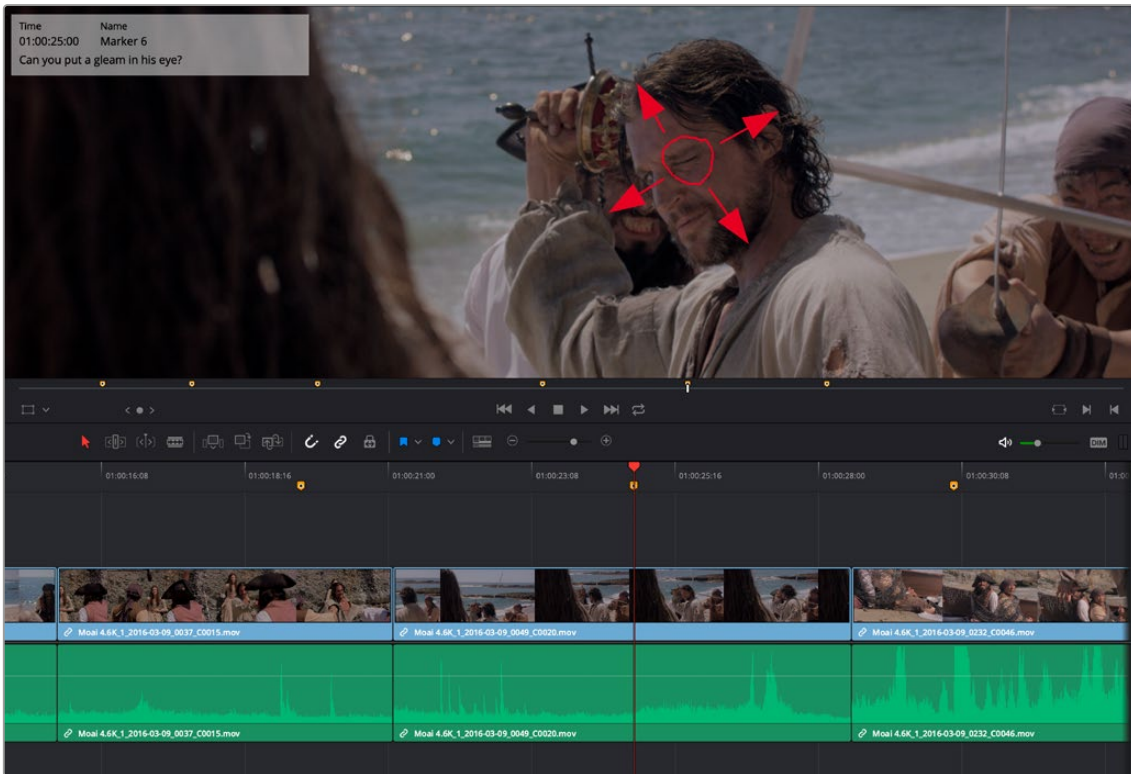 Time Name
01:00:25:00 Marker 6
Can you put a gleam in his eye?
DIM
01:00:16:08 01:00:18:16 01:00:21:00 01:00:23:08 01:00:25:16 01:00:28:00 01:00:30:08 01:00
Moai 4.6K_1_2016-03-09_0037_C0015.mov Moai 4.6K_1_2016-03-09_0049_C0020.mov Moai 4.6K_1_2016-03-09_0232_C0046.mov
Moai 4.6K_1_2016-03-09_0037_C0015.mov Moai 4.6K_1_2016-03-09_0049_C0020.mov Moai 4.6K_1_2016-03-09_0232_C0046.mov